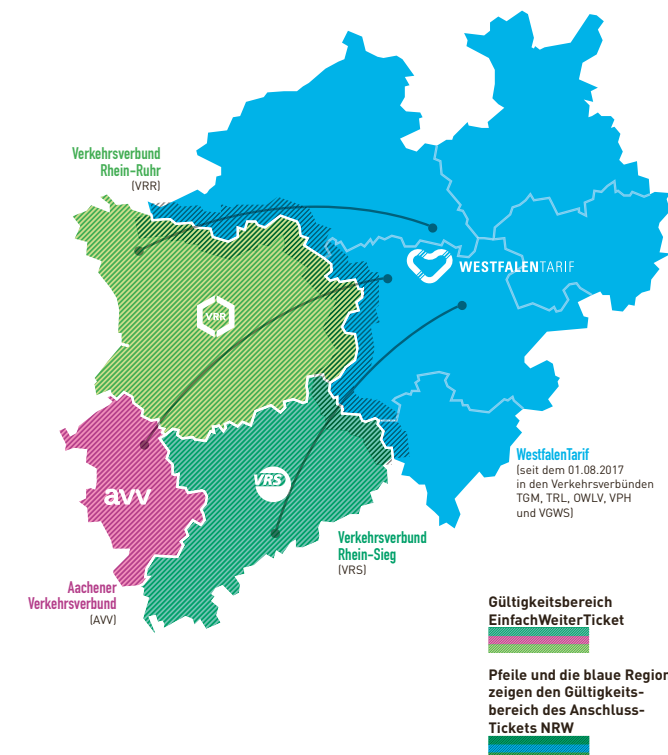 Verkehrsverbund
Rhein-Ruhr
(VRR)
WESTFALENTARIF
VRR
avv
VRS
WestfalenTarif
(seit dem 01.08.2017
in den Verkehrsverbünden
TGM, TRL, OWLV, VPH
und VGWS)
Verkehrsverbund
Rhein-Sieg
(VRS)
Aachener
Verkehrsverbund
(AVV)
Gültigkeitsbereich
EinfachWeiterTicket
Pfeile und die blaue Region
zeigen den Gültigkeits-
bereich des Anschluss-
Tickets NRW